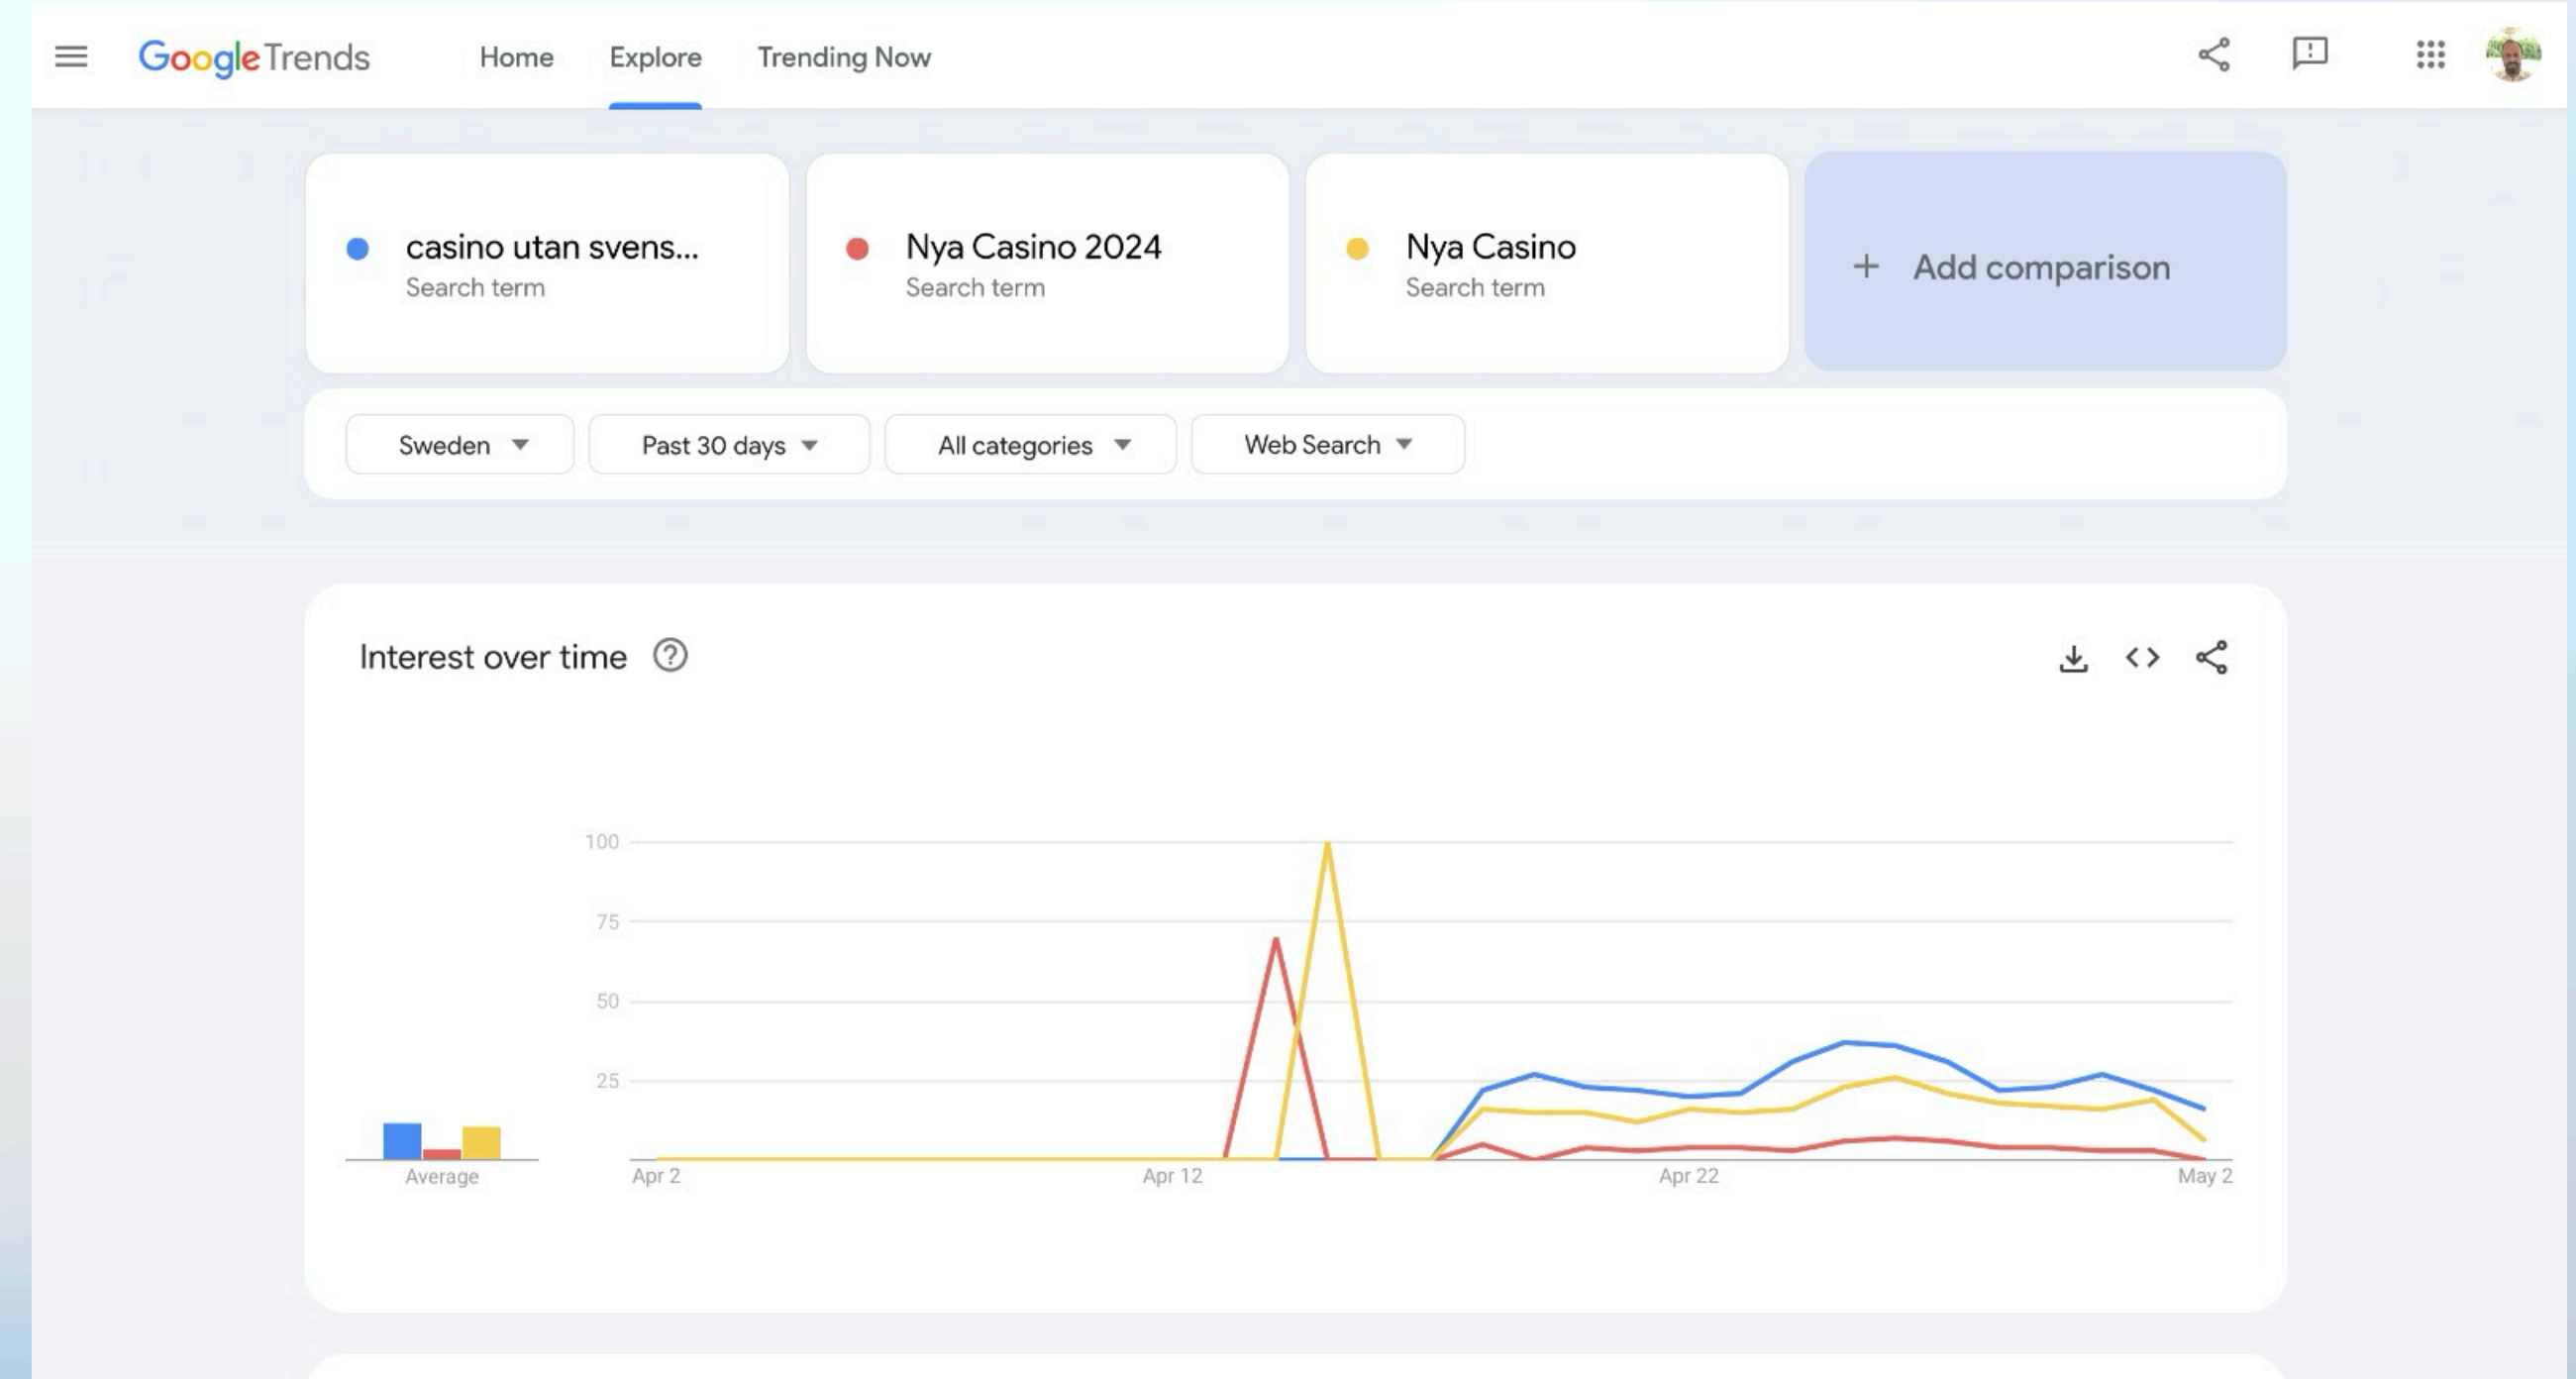 Google Trends Home Explore Trending Now
casino utan svens...
Search term
Nya Casino 2024
Search term
Nya Casino
Search term
+ Add comparison
Sweden Past 30 days All categories Web Search
Interest over time
100
75
50
25
Average
Apr 2 Apr 12 Apr 22 May 2